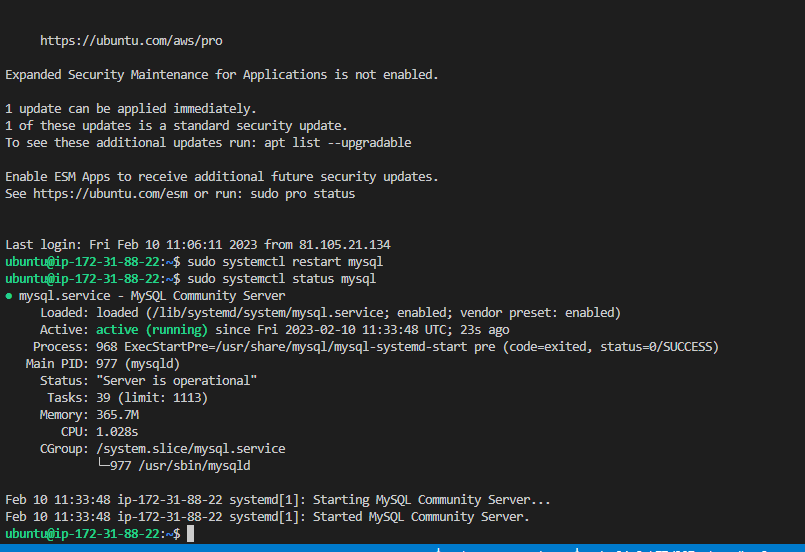 https://ubuntu.com/aws/pro
Expanded Security Maintenance for Applications is not enabled.
1 update can be applied immediately.
1 of these updates is a standard security update.
To see these additional updates run: apt list --upgradable
Enable ESM Apps to receive additional future security updates.
See https://ubuntu.com/esm or run: sudo pro status
Last login: Fri Feb 10 11:06:11 2023 from 81.105.21.134
ubuntu@ip-172-31-88-22:~$ sudo systemctl restart mysql
ubuntu@ip-172-31-88-22:~$ sudo systemctl status mysql
● mysql.service - MySQL Community Server
Loaded: loaded (/lib/systemd/system/mysql.service; enabled; vendor preset: enabled)
Active: active (running) since Fri 2023-02-10 11:33:48 UTC; 23s ago
Process: 968 ExecStartPre=/usr/share/mysql/mysql-systemd-start pre (code=exited, status=0/SUCCESS)
Main PID: 977 (mysqld)
Status: "Server is operational"
Tasks: 39 (limit: 1113)
Memory: 365.7M
CPU: 1.028s
CGroup: /system.slice/mysql.service
└─977 /usr/sbin/mysqld
Feb 10 11:33:48 ip-172-31-88-22 systemd[1]: Starting MySQL Community Server...
Feb 10 11:33:48 ip-172-31-88-22 systemd[1]: Started MySQL Community Server.
ubuntu@ip-172-31-88-22:~$